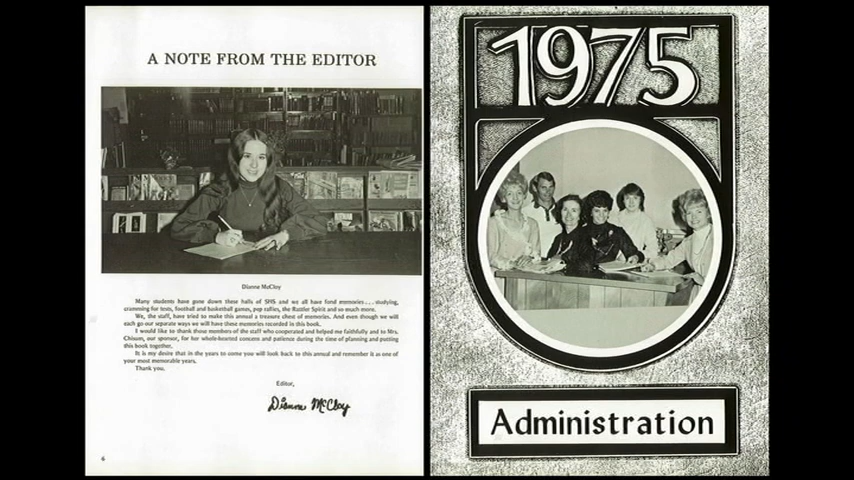 A NOTE FROM THE EDITOR
Dianne McCloy
Many students have gone down these halls of SHS and we all have fond memories . . . studying,
cramming for tests, football and basketball games, pep rallies, the Rattler Spirit and so much more.
We, the staff, have tried to make this annual a treasure chest of memories. And even though we will
each go our separate ways we will have these memories recorded in this book.
I would like to thank those members of the staff who cooperated and helped me faithfully and to Mrs.
Chisum, our sponsor, for her whole-hearted concern and patience during the time of planning and putting
this book together.
It is my desire that in the years to come you will look back to this annual and remember it as one of
your most memorable years.
Thank you.
Editor,
Dianne McCloy
6
1975
Administration